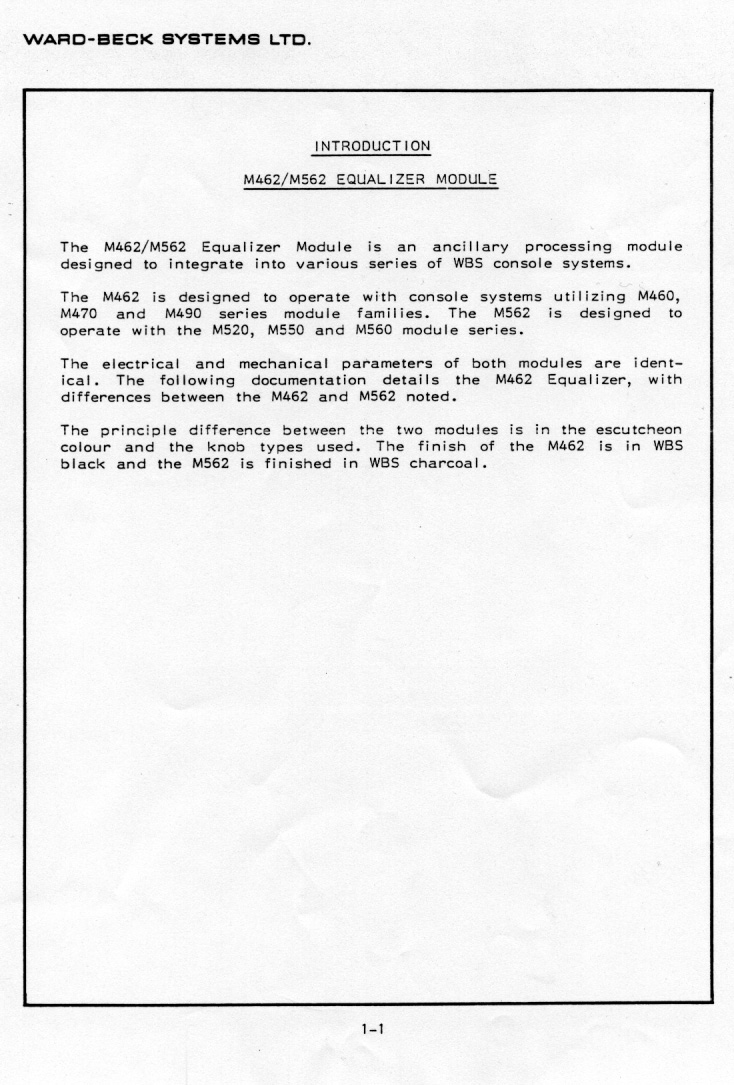 WARD-BECK SYSTEMS LTD.
INTRODUCTION
M462/M562 EQUALIZER MODULE
The M462/M562 Equalizer Module is an ancillary processing module
designed to integrate into various series of WBS console systems.
The M462 is designed to operate with console systems utilizing M460,
M470 and M490 series module families. The M562 is designed to
operate with the M520, M550 and M560 module series.
The electrical and mechanical parameters of both modules are ident-
ical. The following documentation details the M462 Equalizer, with
differences between the M462 and M562 noted.
The principle difference between the two modules is in the escutcheon
colour and the knob types used. The finish of the M462 is in WBS
black and the M562 is finished in WBS charcoal.
1-1